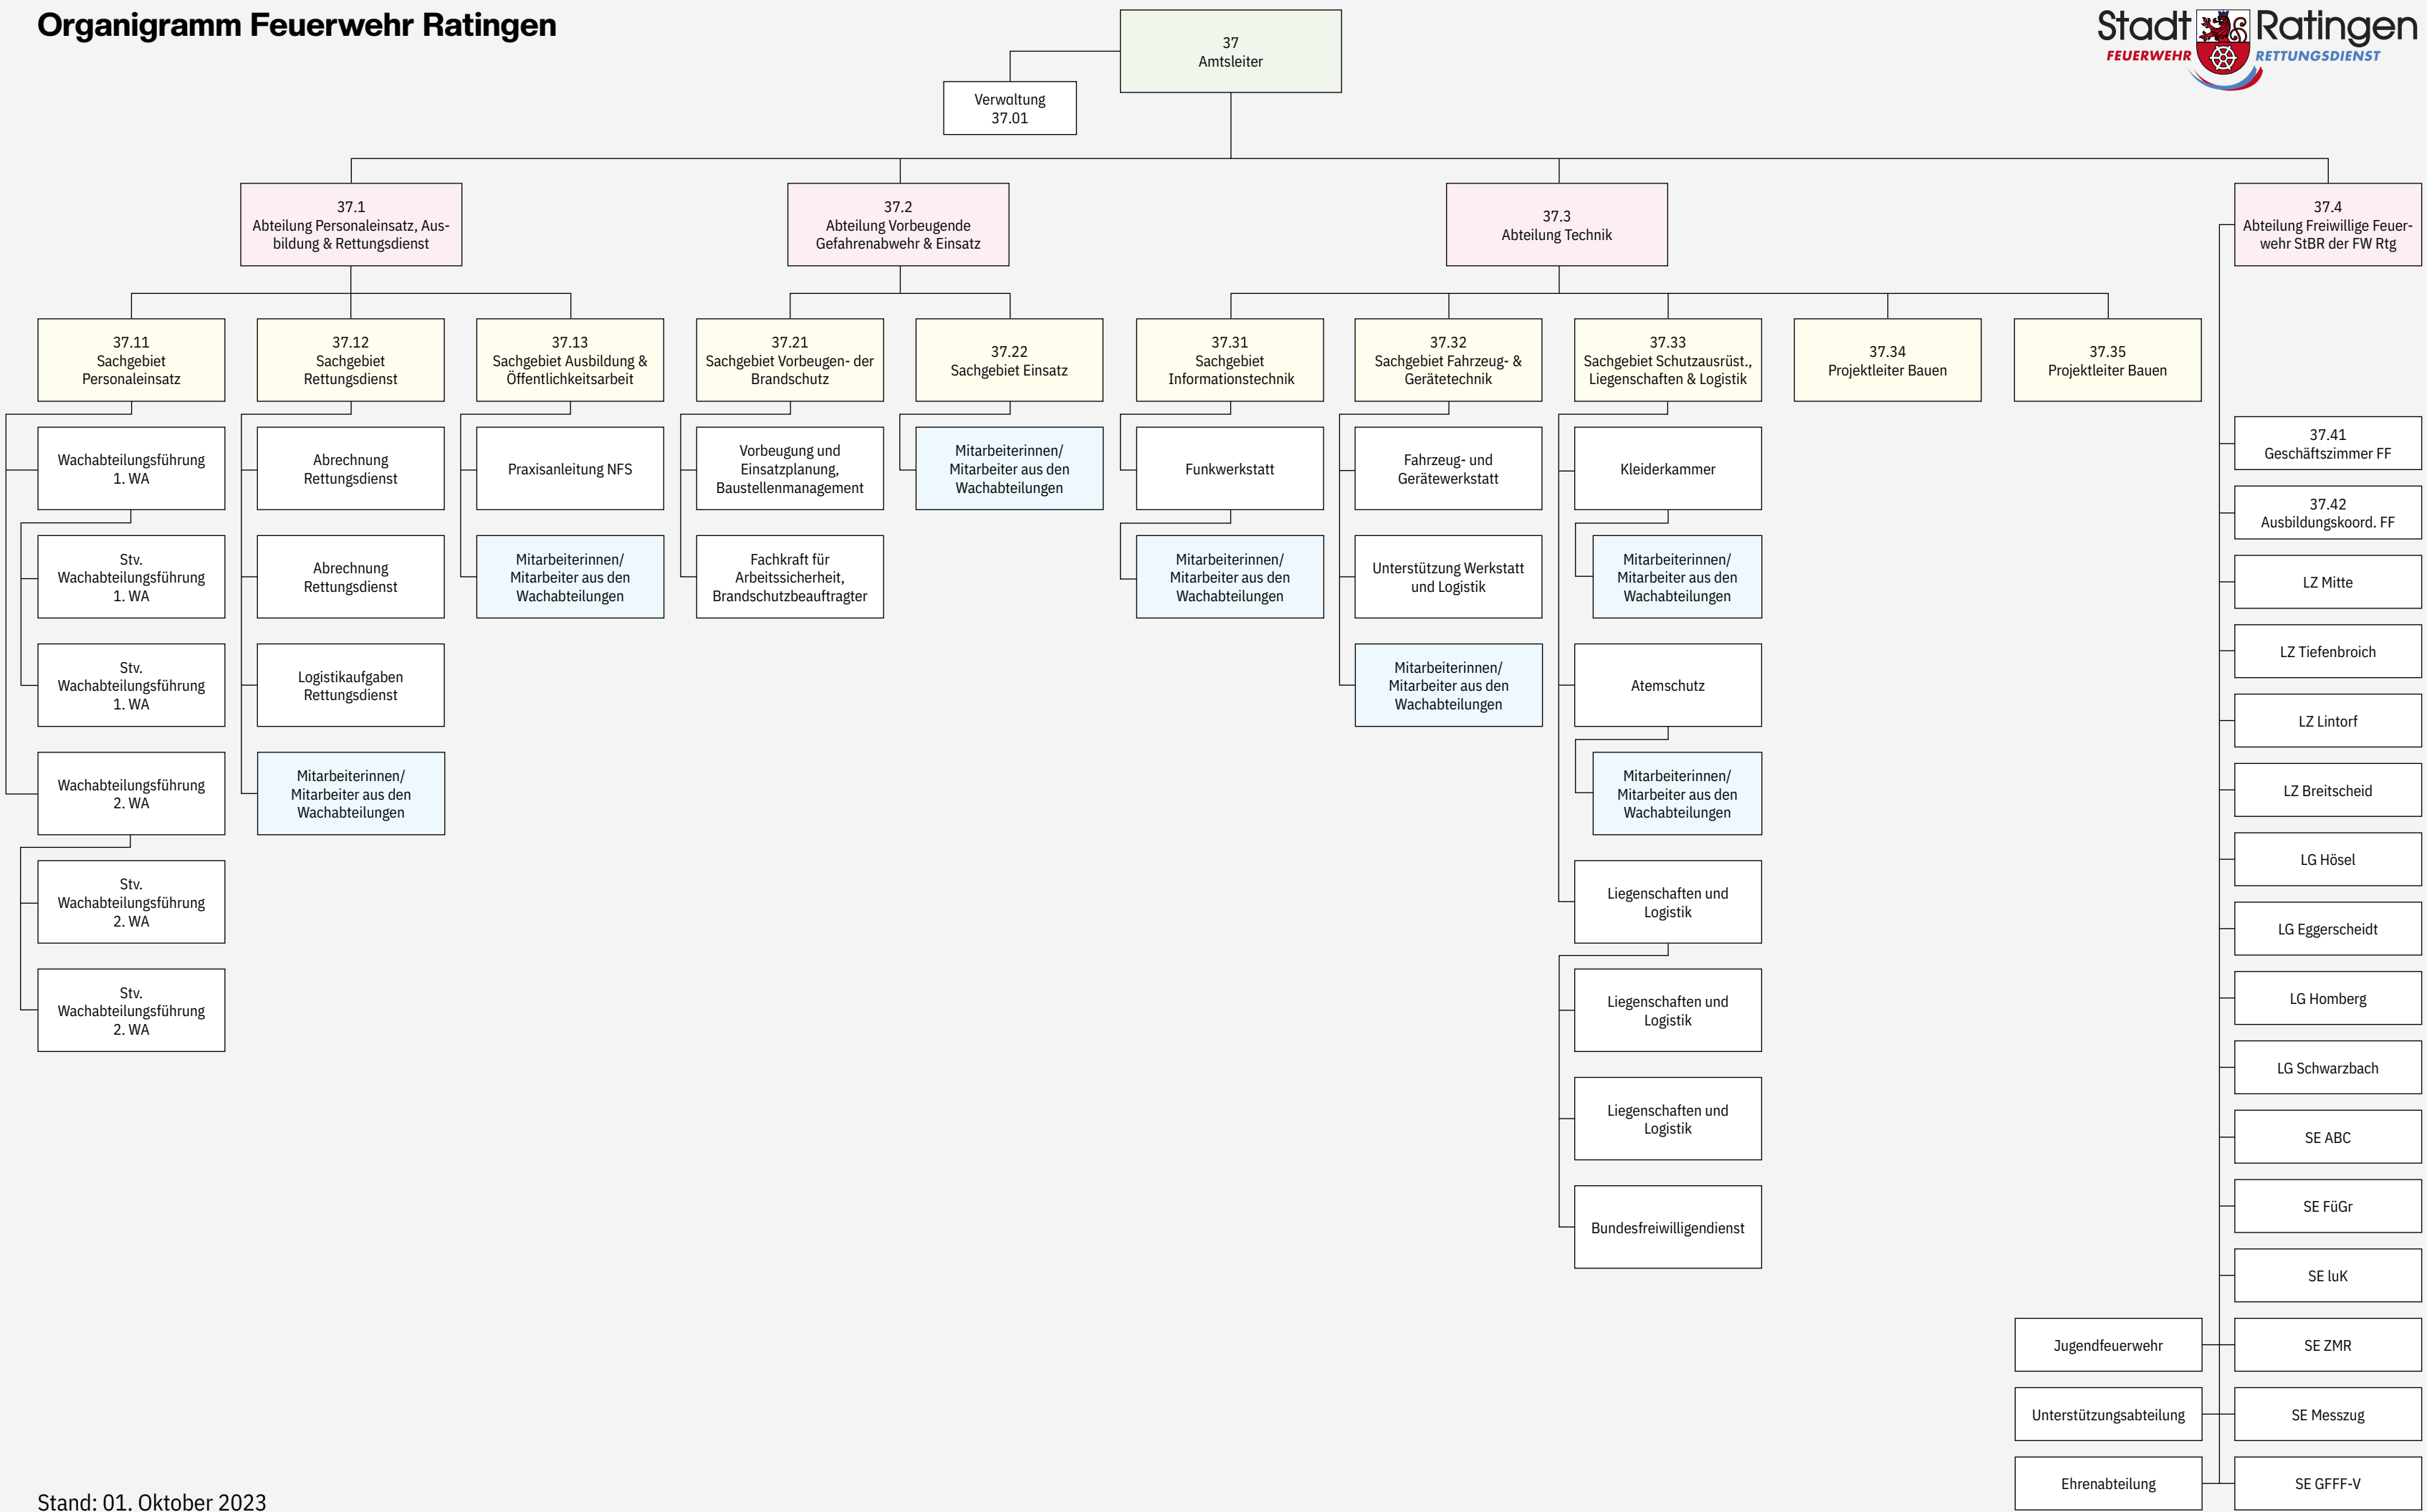 Organigramm Feuerwehr Ratingen
Stadt Ratingen
FEUERWEHR RETTUNGSDIENST
37
Amtsleiter
Verwaltung
37.01
37.1
Abteilung Personaleinsatz, Aus-
bildung & Rettungsdienst
37.2
Abteilung Vorbeugende
Gefahrenabwehr & Einsatz
37.3
Abteilung Technik
37.4
Abteilung Freiwillige Feuer-
wehr StBR der FW Rtg
37.11
Sachgebiet
Personaleinsatz
37.12
Sachgebiet
Rettungsdienst
37.13
Sachgebiet Ausbildung &
Öffentlichkeitsarbeit
37.21
Sachgebiet Vorbeugen- der
Brandschutz
37.22
Sachgebiet Einsatz
37.31
Sachgebiet
Informationstechnik
37.32
Sachgebiet Fahrzeug- &
Gerätetechnik
37.33
Sachgebiet Schutzausrüst.,
Liegenschaften & Logistik
37.34
Projektleiter Bauen
37.35
Projektleiter Bauen
Wachabteilungsführung
1. WA
Stv.
Wachabteilungsführung
1. WA
Stv.
Wachabteilungsführung
1. WA
Wachabteilungsführung
2. WA
Stv.
Wachabteilungsführung
2. WA
Stv.
Wachabteilungsführung
2. WA
Abrechnung
Rettungsdienst
Abrechnung
Rettungsdienst
Logistikaufgaben
Rettungsdienst
Mitarbeiterinnen/
Mitarbeiter aus den
Wachabteilungen
Praxisanleitung NFS
Mitarbeiterinnen/
Mitarbeiter aus den
Wachabteilungen
Vorbeugung und
Einsatzplanung,
Baustellenmanagement
Fachkraft für
Arbeitssicherheit,
Brandschutzbeauftragter
Mitarbeiterinnen/
Mitarbeiter aus den
Wachabteilungen
Funkwerkstatt
Mitarbeiterinnen/
Mitarbeiter aus den
Wachabteilungen
Fahrzeug- und
Gerätewerkstatt
Unterstützung Werkstatt
und Logistik
Mitarbeiterinnen/
Mitarbeiter aus den
Wachabteilungen
Kleiderkammer
Mitarbeiterinnen/
Mitarbeiter aus den
Wachabteilungen
Atemschutz
Mitarbeiterinnen/
Mitarbeiter aus den
Wachabteilungen
Liegenschaften und
Logistik
Liegenschaften und
Logistik
Liegenschaften und
Logistik
Bundesfreiwilligendienst
37.41
Geschäftszimmer FF
37.42
Ausbildungskoord. FF
LZ Mitte
LZ Tiefenbroich
LZ Lintorf
LZ Breitscheid
LG Hösel
LG Eggerscheidt
LG Homberg
LG Schwarzbach
SE ABC
SE FüGr
SE luK
Jugendfeuerwehr
SE ZMR
Unterstützungsabteilung
SE Messzug
Ehrenabteilung
SE GFFF-V
Stand: 01. Oktober 2023